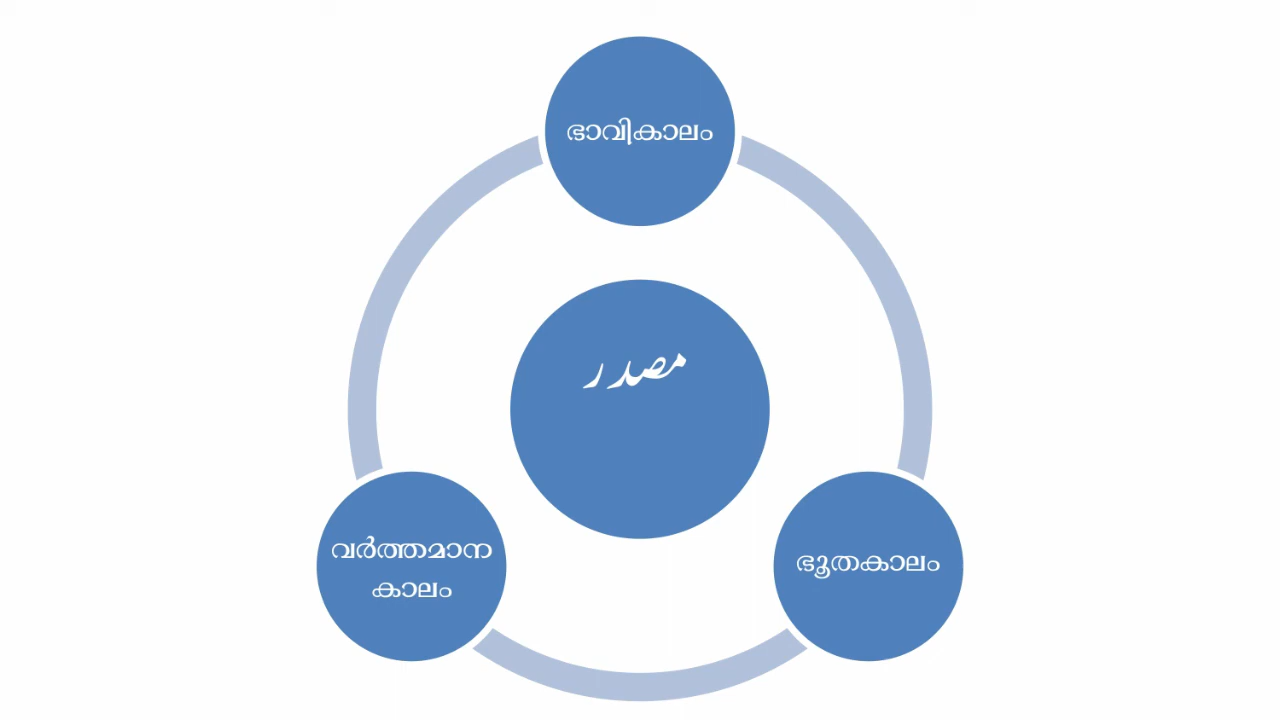 ഭാവികാലം
مصدر
വർത്തമാന
കാലം
ഭൂതകാലം